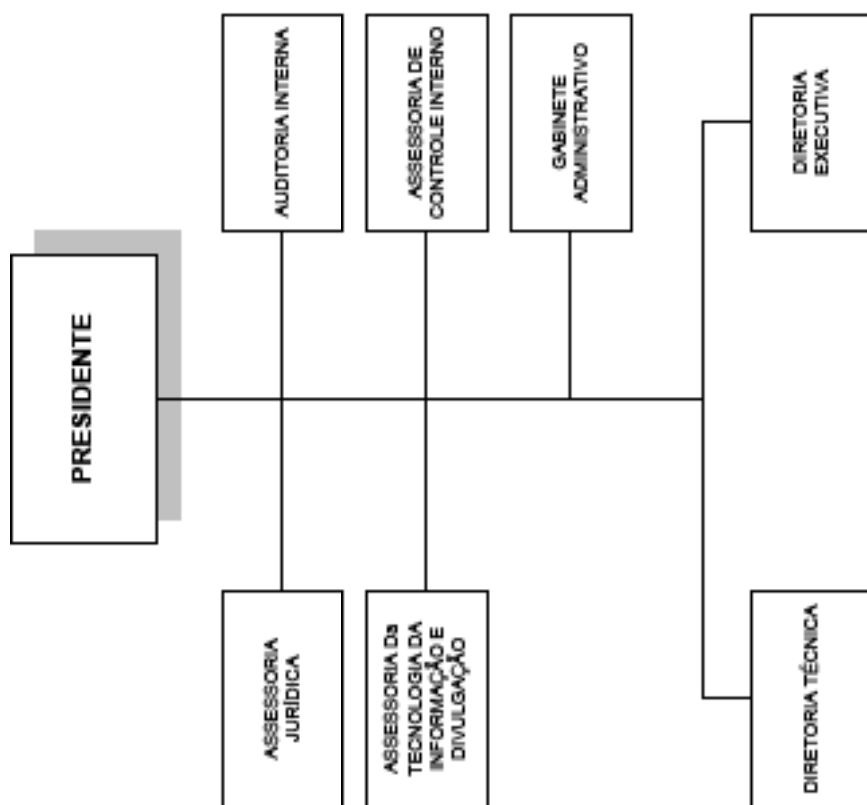 PRESIDENTE
ASSESSORIA
JURÍDICA
AUDITORIA INTERNA
ASSESSORIA Da
TECNOLOGIA DA
INFORMAÇÃO E
DIVULGAÇÃO
ASSESSORIA DE
CONTROLE INTERNO
GABINETE
ADMINISTRATIVO
DIRETORIA TÉCNICA
DIRETORIA
EXECUTIVA